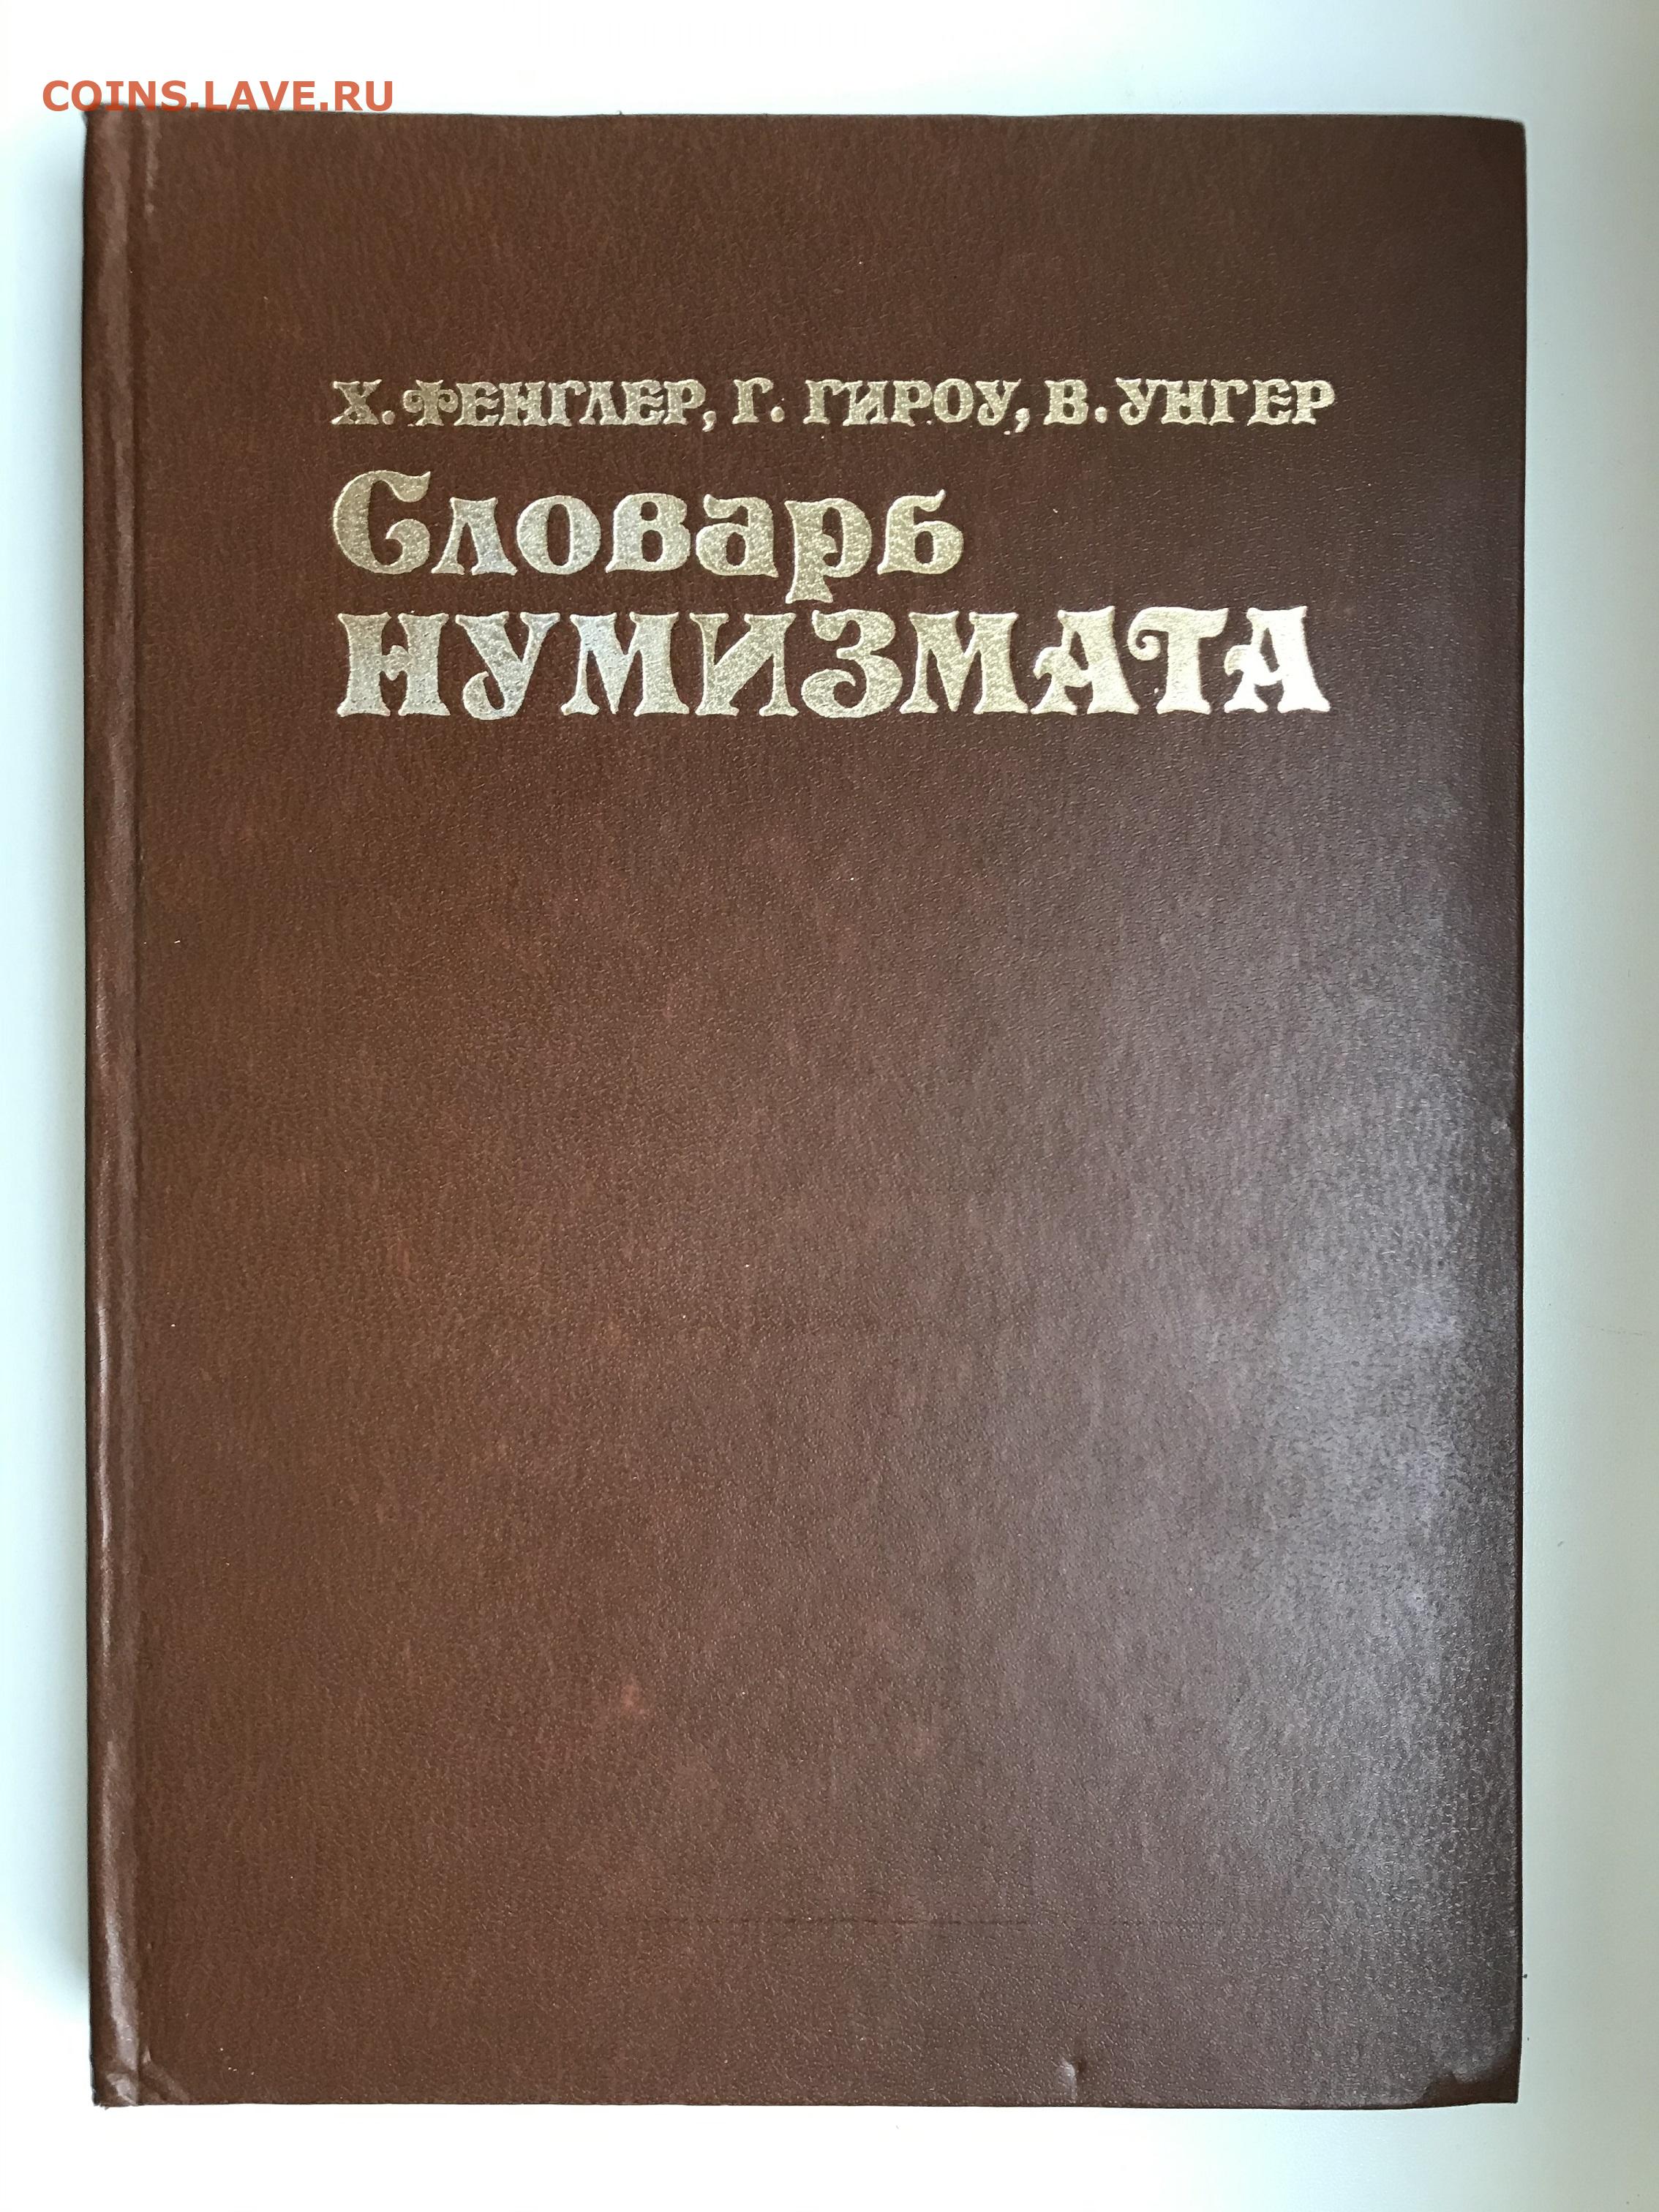 COINS.LAVE.RU
Х. ФЕНГЛЕР, Г. ГИРОУ, В. УНГЕР
Словарь
НУМИЗМАТА